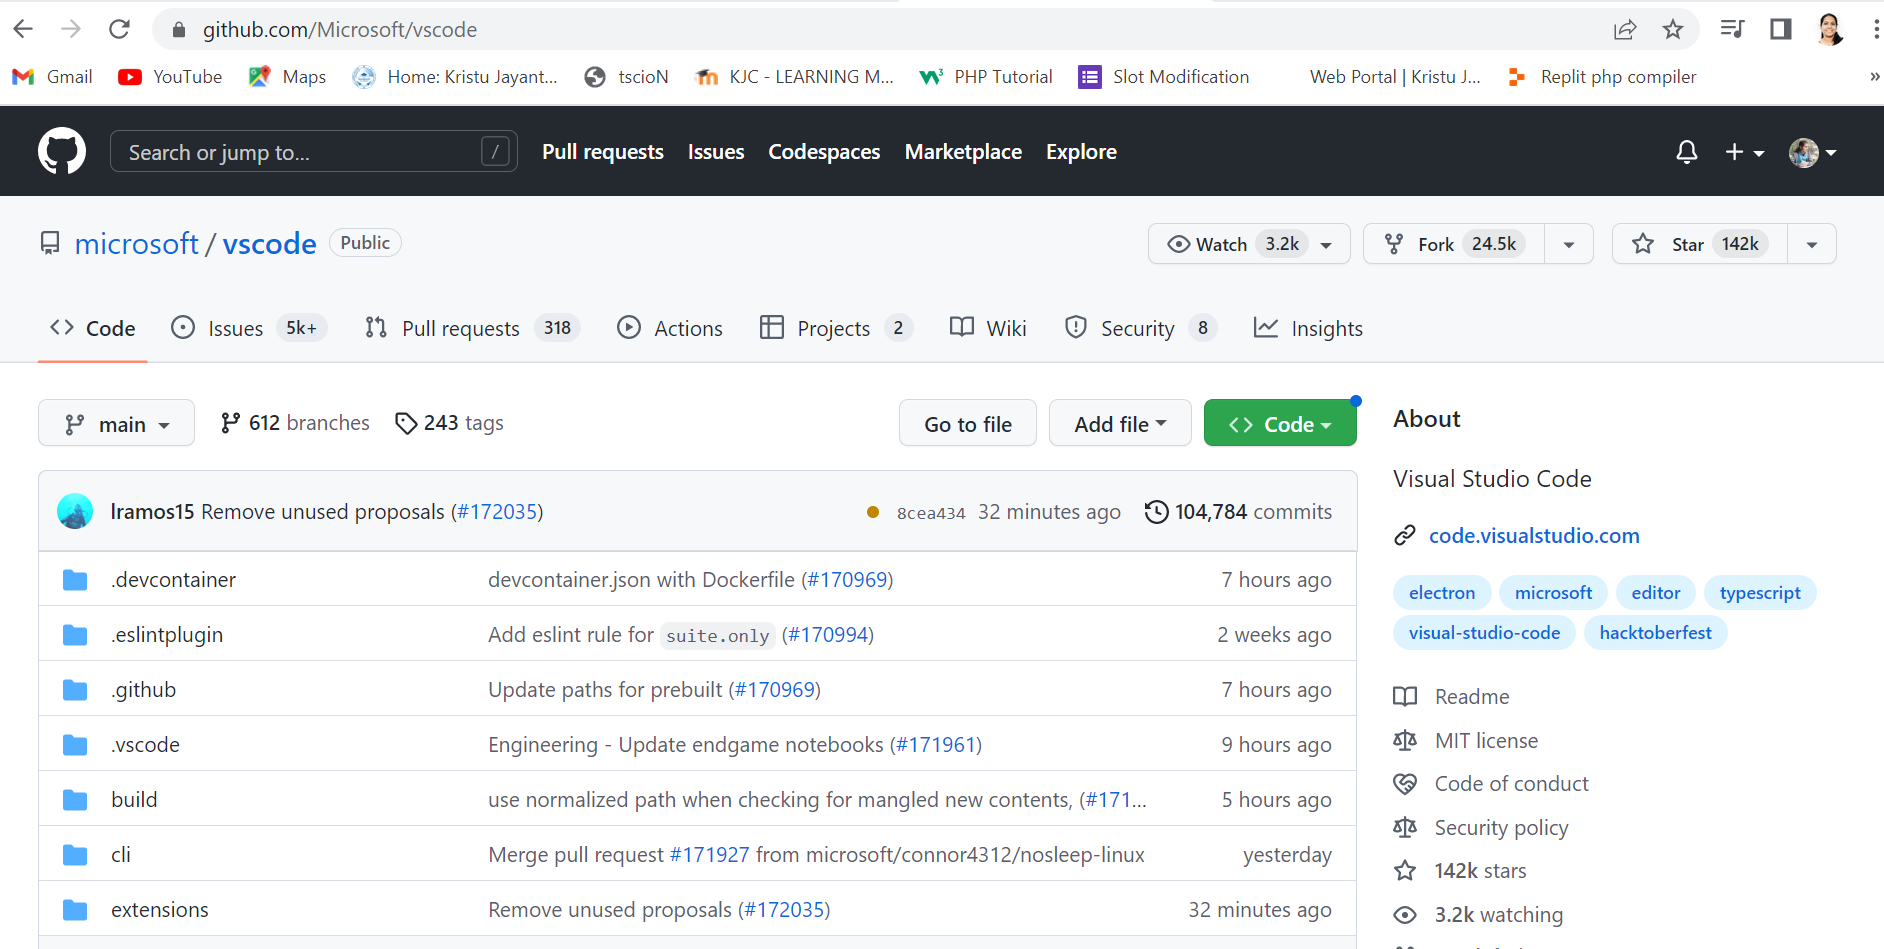 github.com/Microsoft/vscode
Gmail YouTube Maps Home: Kristu Jayant... tscioN KJC - LEARNING M... PHP Tutorial Slot Modification Web Portal | Kristu J... Replit php compiler »
Search or jump to... / Pull requests Issues Codespaces Marketplace Explore
microsoft / vscode Public Watch 3.2k Fork 24.5k Star 142k
Code Issues 5k+ Pull requests 318 Actions Projects 2 Wiki Security 8 Insights
main 612 branches 243 tags Go to file Add file Code
lramos15 Remove unused proposals (#172035) 8cea434 32 minutes ago 104,784 commits
.devcontainer devcontainer.json with Dockerfile (#170969) 7 hours ago
.eslintplugin Add eslint rule for suite.only (#170994) 2 weeks ago
.github Update paths for prebuilt (#170969) 7 hours ago
.vscode Engineering - Update endgame notebooks (#171961) 9 hours ago
build use normalized path when checking for mangled new contents, (#171... 5 hours ago
cli Merge pull request #171927 from microsoft/connor4312/nosleep-linux yesterday
extensions Remove unused proposals (#172035) 32 minutes ago
About
Visual Studio Code
code.visualstudio.com
electron microsoft editor typescript
visual-studio-code hacktoberfest
Readme
MIT license
Code of conduct
Security policy
142k stars
3.2k watching